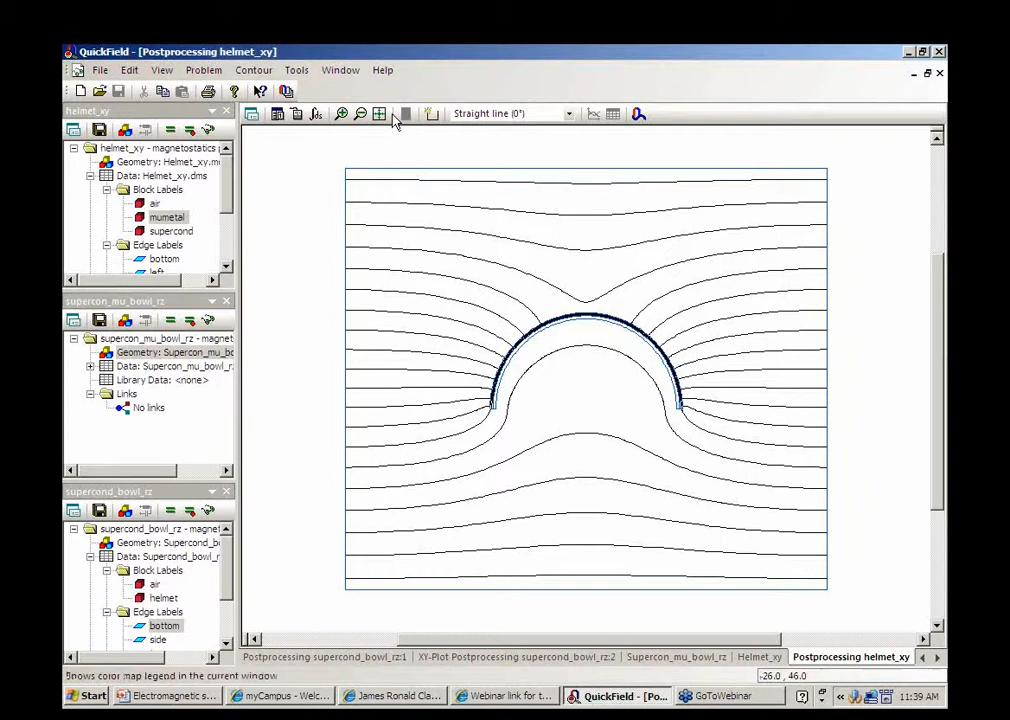 QuickField - [Postprocessing helmet_xy]
File Edit View Problem Contour Tools Window Help
helmet_xy
Straight line (0°)
helmet_xy - magnetostatics
Geometry: Helmet_xy.m
Data: Helmet_xy.dms
Block Labels
air
mumetal
supercond
Edge Labels
bottom
left
supercon_mu_bowl_rz
supercon_mu_bowl_rz - magnet
Geometry: Supercon_mu_bo
Data: Supercon_mu_bowl_r
Library Data: <none>
Links
No links
supercond_bowl_rz
supercond_bowl_rz - magnet
Geometry: Supercond_b
Data: Supercond_bowl_r
Block Labels
air
helmet
Edge Labels
bottom
side
Postprocessing supercond_bowl_rz:1 XY-Plot Postprocessing supercond_bowl_rz:2 Supercon_mu_bowl_rz Helmet_xy Postprocessing helmet_xy
Shows color map legend in the current window -26.0 , 46.0
Start Electromagnetic s... myCampus - Welc... James Ronald Cla... Webinar link for t... QuickField - [Po... GoToWebinar 11:39 AM